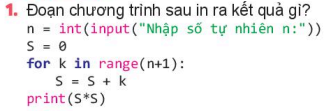 1. Đoạn chương trình sau in ra kết quả gì?
n = int(input("Nhập số tự nhiên n:"))
S = 0
for k in range(n+1):
    S = S + k
print(S*S)